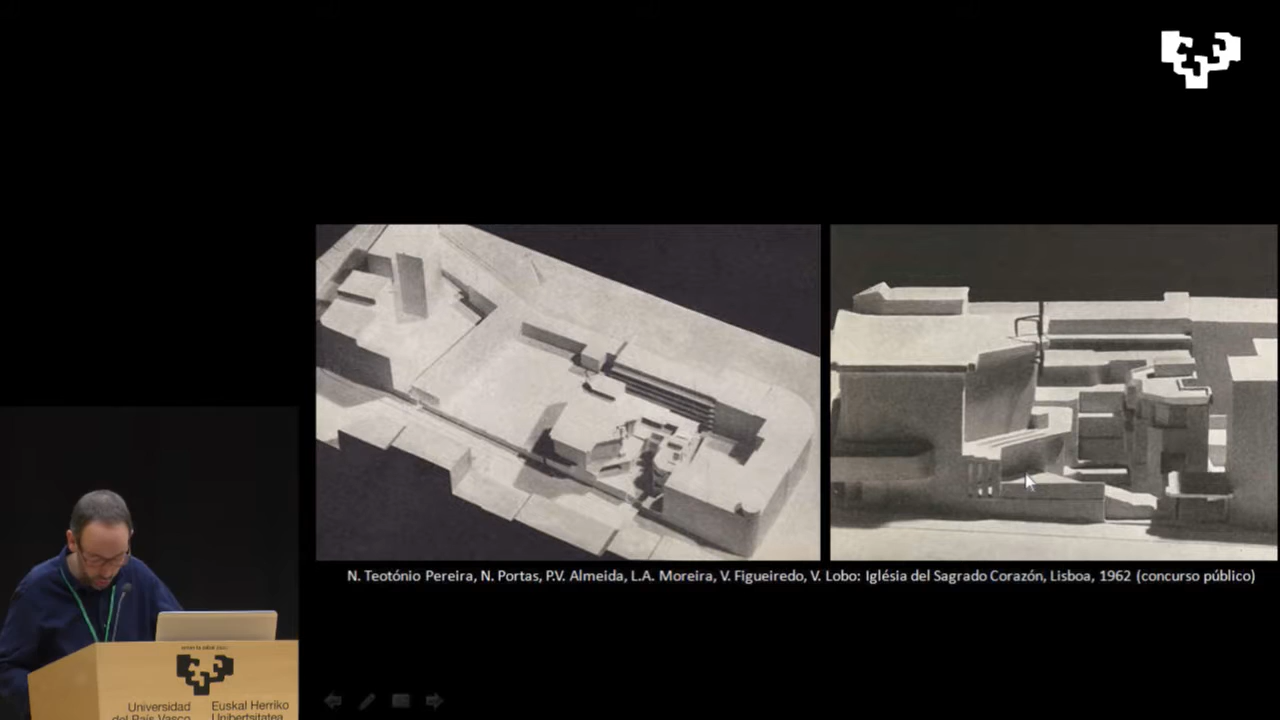 N. Teotónio Pereira, N. Portas, P.V. Almeida, L.A. Moreira, V. Figueiredo, V. Lobo: Iglésia del Sagrado Corazón, Lisboa, 1962 (concurso público)
Universidad
del País Vasco
Euskal Herriko
Unibertsitatea